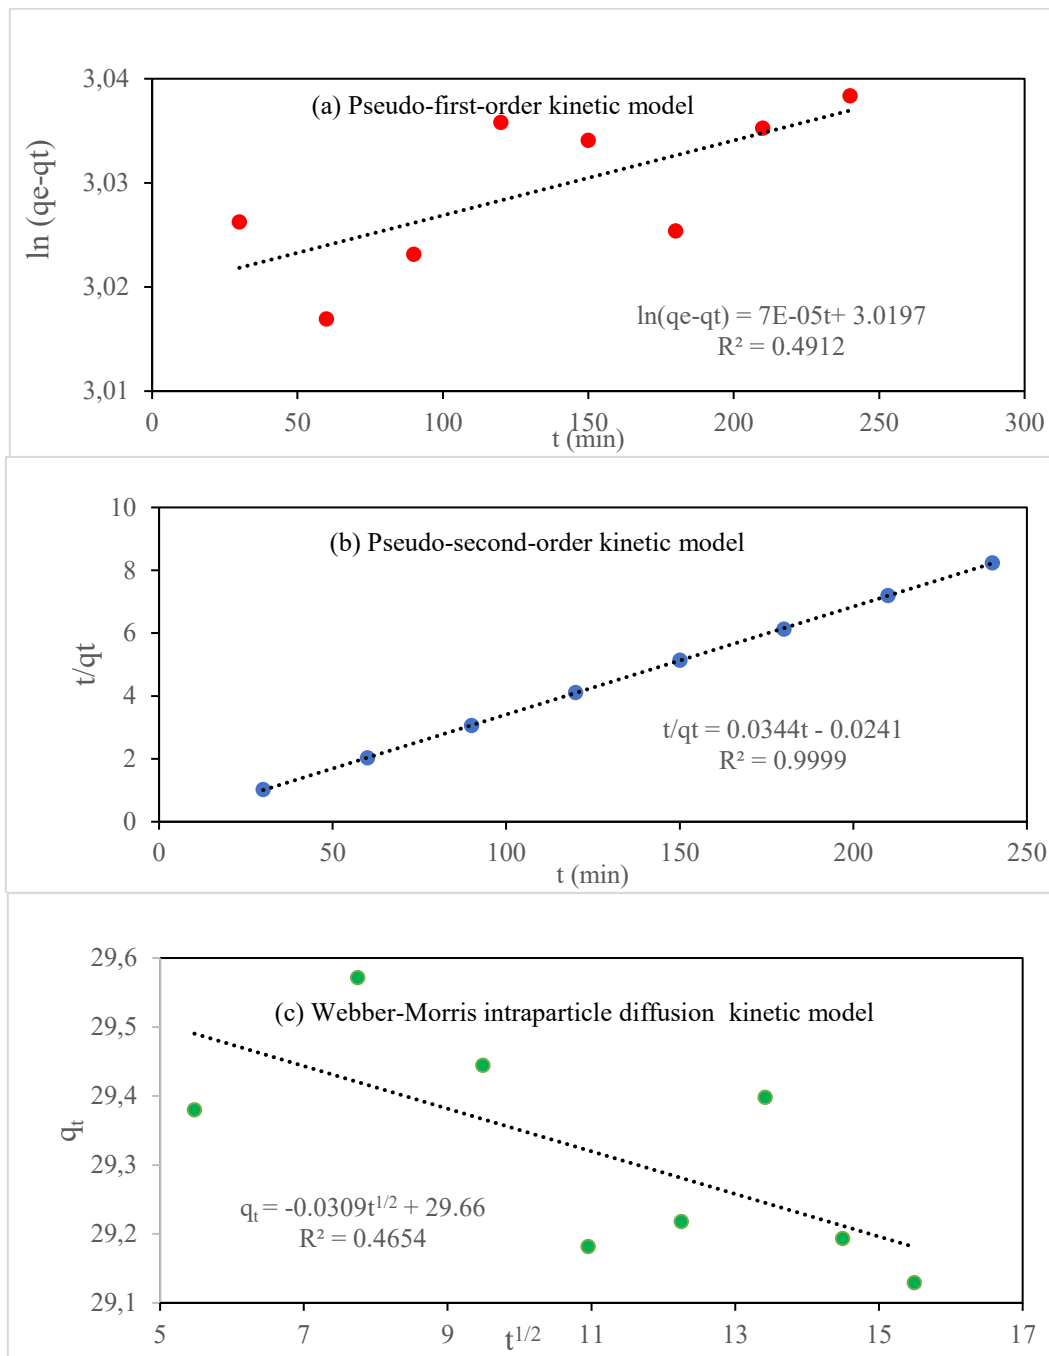 3,04
(a) Pseudo-first-order kinetic model
3,03
ln (qe-qt)
3,02
ln(qe-qt) = 7E-05t+ 3.0197
R² = 0.4912
3,01
0 50 100 150 200 250 300
t (min)
10
(b) Pseudo-second-order kinetic model
8
6
t/qt
4
t/qt = 0.0344t - 0.0241
R² = 0.9999
2
0
0 50 100 150 200 250
t (min)
29,6
(c) Webber-Morris intraparticle diffusion kinetic model
29,5
29,4
qt
29,3
qt = -0.0309t1/2 + 29.66
R² = 0.4654
29,2
29,1
5 7 9 11 13 15 17
t1/2